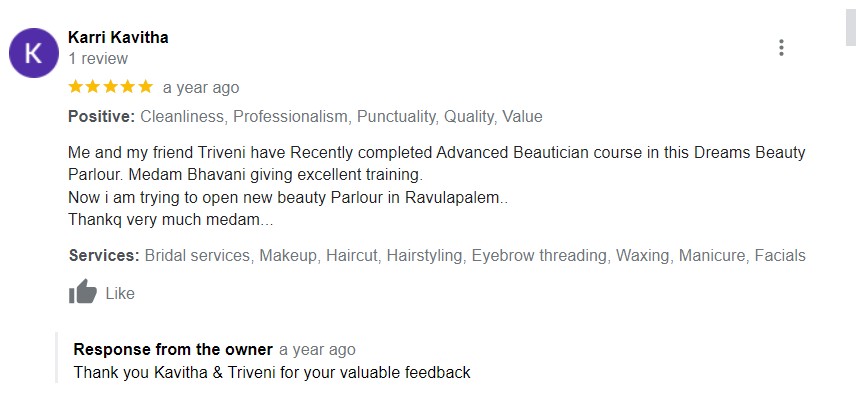 K
Karri Kavitha
1 review
a year ago
Positive: Cleanliness, Professionalism, Punctuality, Quality, Value
Me and my friend Triveni have Recently completed Advanced Beautician course in this Dreams Beauty
Parlour. Medam Bhavani giving excellent training.
Now i am trying to open new beauty Parlour in Ravulapalem..
Thankq very much medam...
Services: Bridal services, Makeup, Haircut, Hairstyling, Eyebrow threading, Waxing, Manicure, Facials
Like
Response from the owner a year ago
Thank you Kavitha & Triveni for your valuable feedback